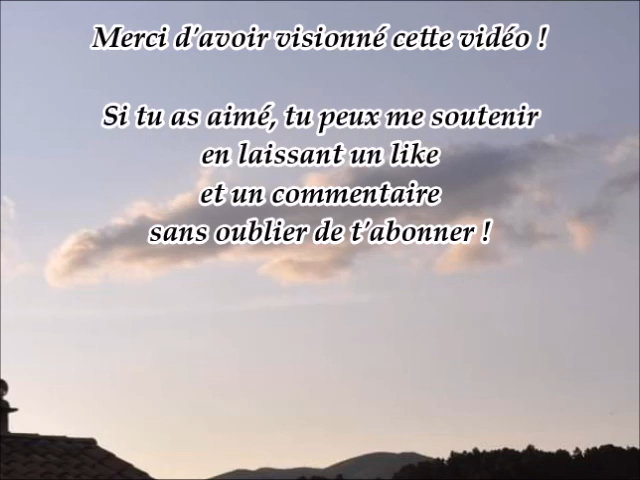 Merci d'avoir visionné cette vidéo !
Si tu as aimé, tu peux me soutenir
en laissant un like
et un commentaire
sans oublier de t'abonner !